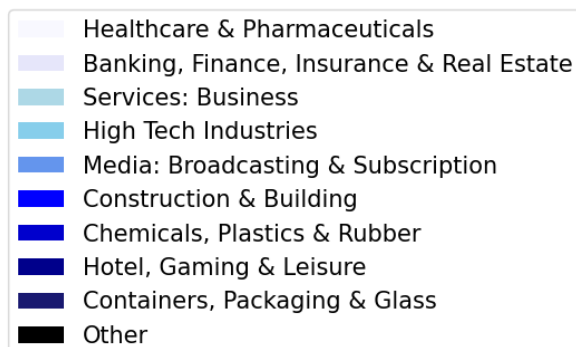 Healthcare & Pharmaceuticals
Banking, Finance, Insurance & Real Estate
Services: Business
High Tech Industries
Media: Broadcasting & Subscription
Construction & Building
Chemicals, Plastics & Rubber
Hotel, Gaming & Leisure
Containers, Packaging & Glass
Other